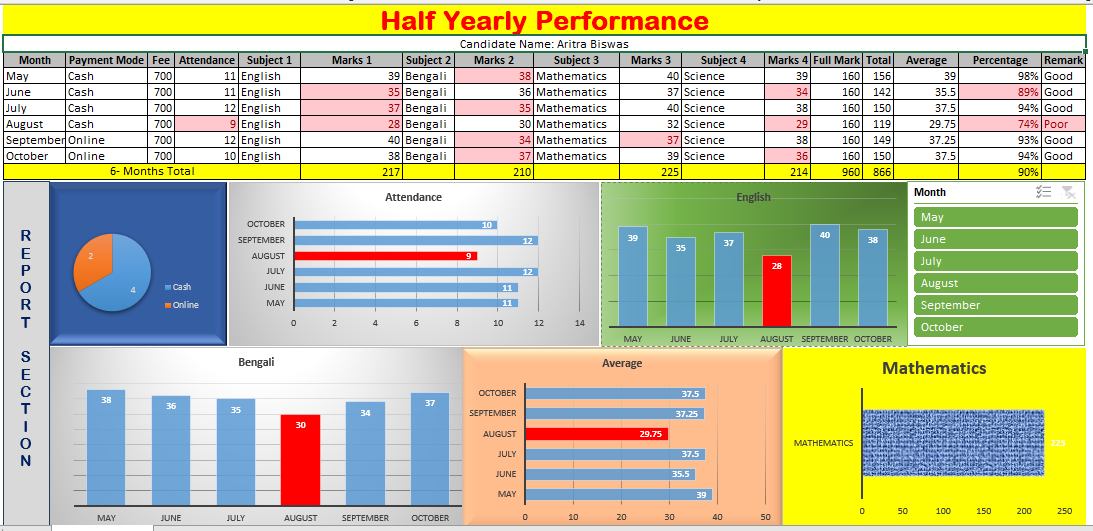 Half Yearly Performance
Candidate Name: Aritra Biswas
Month Payment Mode Fee Attendance Subject 1 Marks 1 Subject 2 Marks 2 Subject 3 Marks 3 Subject 4 Marks 4 Full Mark Total Average Percentage Remark
May Cash 700 11 English 39 Bengali 38 Mathematics 40 Science 39 160 156 39 98% Good
June Cash 700 11 English 35 Bengali 36 Mathematics 37 Science 34 160 142 35.5 89% Good
July Cash 700 12 English 37 Bengali 35 Mathematics 40 Science 38 160 150 37.5 94% Good
August Cash 700 9 English 28 Bengali 30 Mathematics 32 Science 29 160 119 29.75 74% Poor
September Online 700 12 English 40 Bengali 34 Mathematics 37 Science 38 160 149 37.25 93% Good
October Online 700 10 English 38 Bengali 37 Mathematics 39 Science 36 160 150 37.5 94% Good
6- Months Total 217 210 225 214 960 866 90%
REPORT SECTION
2
4
Cash
Online
Attendance
OCTOBER 10
SEPTEMBER 12
AUGUST 9
JULY 12
JUNE 11
MAY 11
0 2 4 6 8 10 12 14
English
39 35 37 28 40 38
MAY JUNE JULY AUGUST SEPTEMBER OCTOBER
Month
May
June
July
August
September
October
Bengali
38 36 35 30 34 37
MAY JUNE JULY AUGUST SEPTEMBER OCTOBER
Average
OCTOBER 37.5
SEPTEMBER 37.25
AUGUST 29.75
JULY 37.5
JUNE 35.5
MAY 39
0 10 20 30 40 50
Mathematics
MATHEMATICS 225
0 50 100 150 200 250